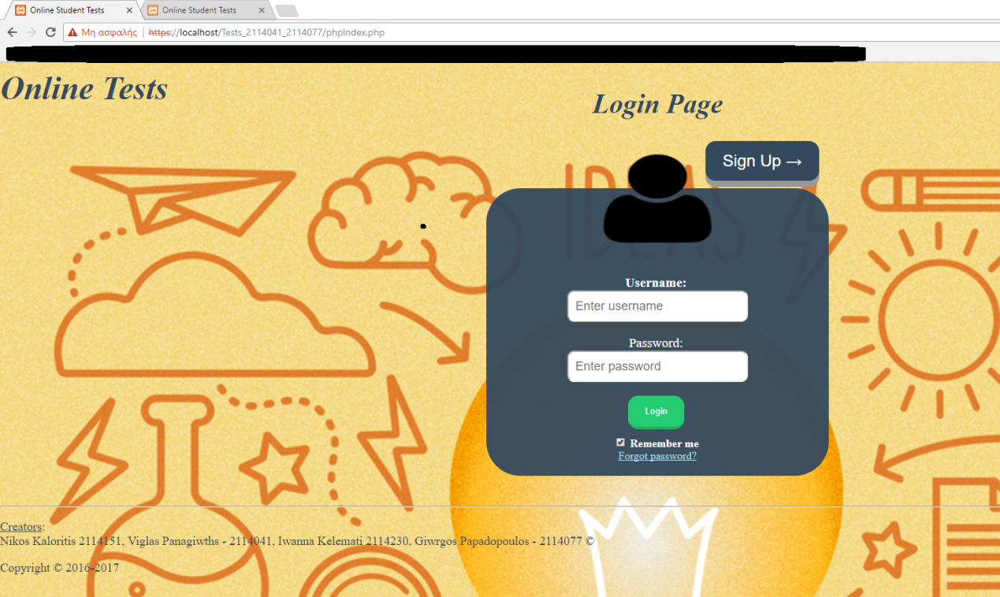 Online Student Tests
Online Student Tests
Μη ασφαλής | https://localhost/Tests_2114041_2114077/phpIndex.php
Online Tests
Login Page
Sign Up →
IDEAS
Username:
Enter username
Password:
Enter password
Login
Remember me
Forgot password?
Creators:
Nikos Kaloritis 2114151, Viglas Panagiwths - 2114041, Iwanna Kelemati 2114230, Giwrgos Papadopoulos - 2114077 ©
Copyright © 2016-2017